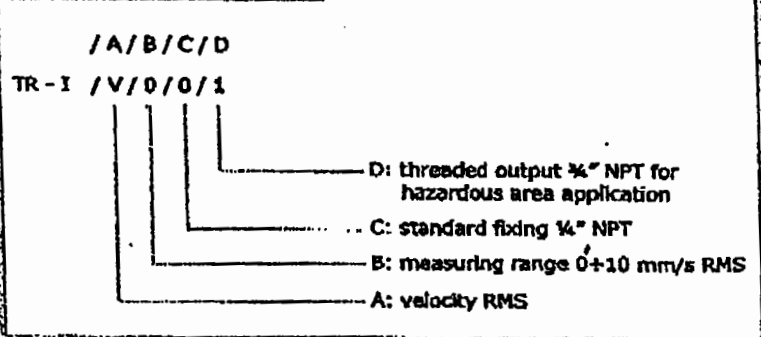 /A/B/C/D
TR-I /V/0/0/1
D: threaded output ¾" NPT for
hazardous area application
C: standard fixing ¼" NPT
B: measuring range 0÷10 mm/s RMS
A: velocity RMS